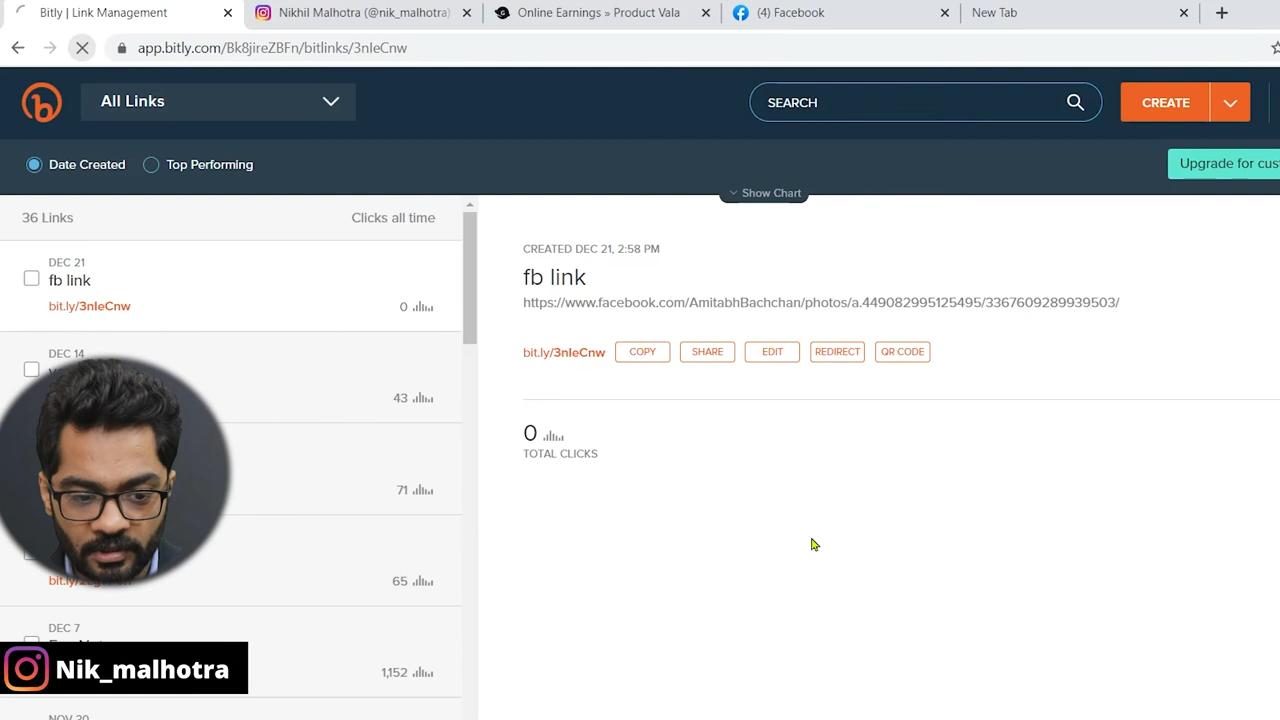 Bitly | Link Management
Nikhil Malhotra (@nik_malhotra)
Online Earnings » Product Vala
(4) Facebook
New Tab
app.bitly.com/Bk8jireZBFn/bitlinks/3nIeCnw
All Links
SEARCH
CREATE
Date Created
Top Performing
Upgrade for cus
Show Chart
36 Links
Clicks all time
DEC 21
fb link
bit.ly/3nIeCnw
0
DEC 14
43
71
bit.ly/
65
DEC 7
1,152
NOV 30
CREATED DEC 21, 2:58 PM
fb link
https://www.facebook.com/AmitabhBachchan/photos/a.449082995125495/3367609289939503/
bit.ly/3nIeCnw
COPY
SHARE
EDIT
REDIRECT
QR CODE
0
TOTAL CLICKS
Nik_malhotra